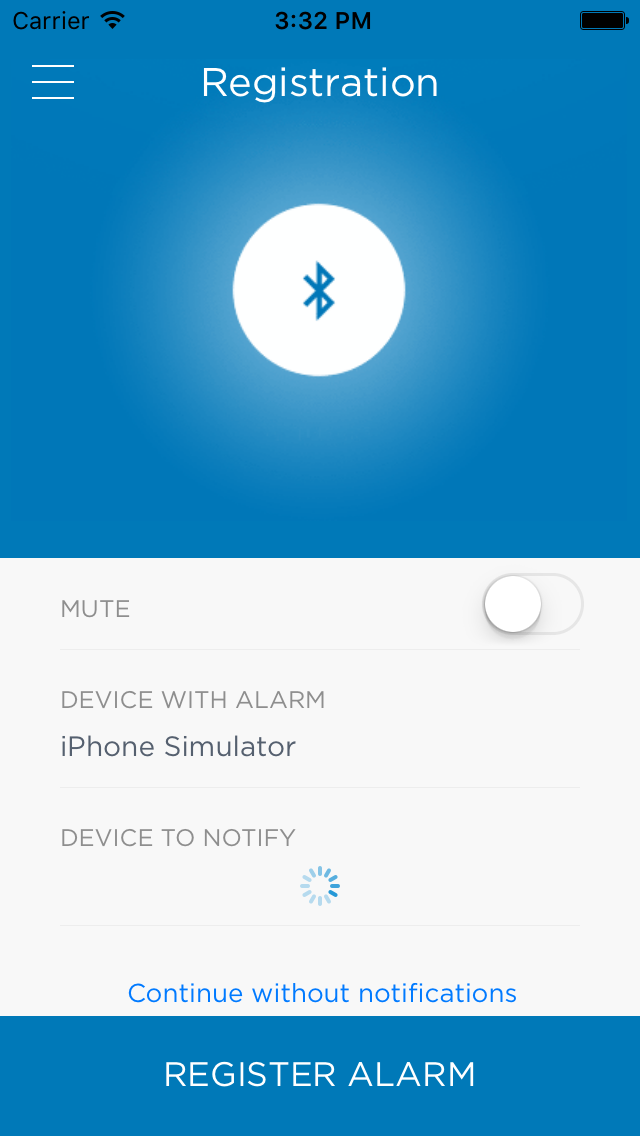 Carrier 3:32 PM
Registration
MUTE
DEVICE WITH ALARM
iPhone Simulator
DEVICE TO NOTIFY
Continue without notifications
REGISTER ALARM